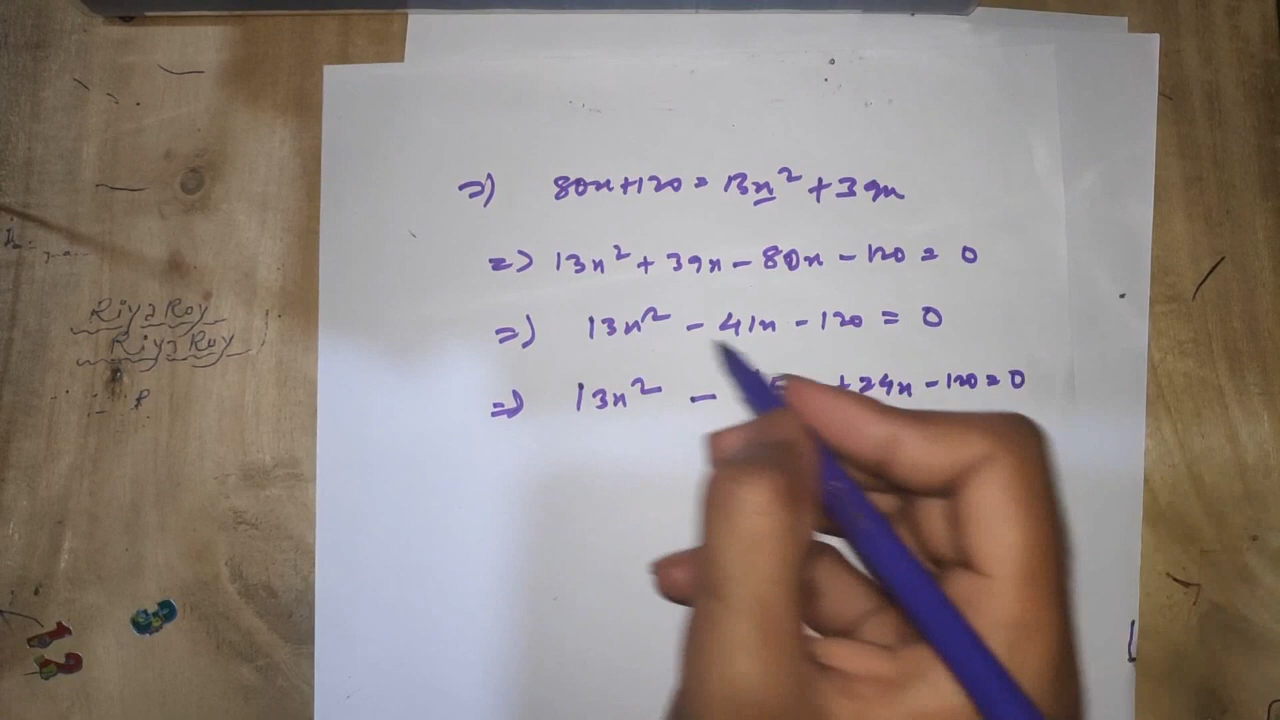 => 80x+120 = 13x² + 39x
=> 13x² + 39x - 80x - 120 = 0
=> 13x² - 41x - 120 = 0
=> 13x² - +24x - 120 = 0
Riya Roy
Riya Roy